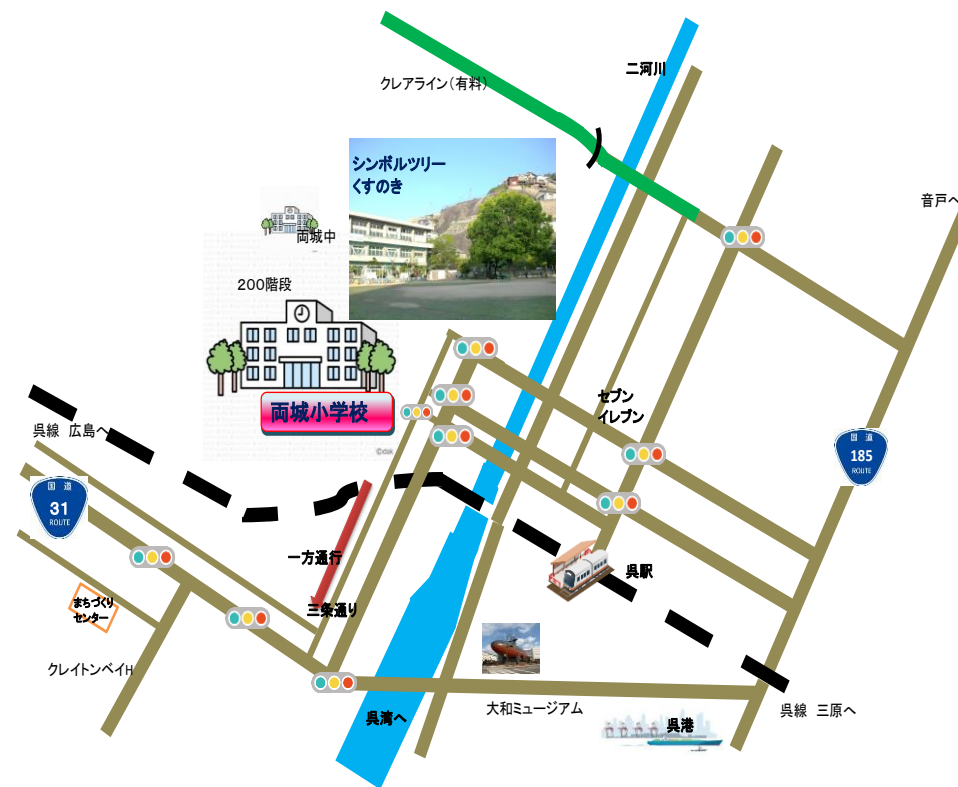 二河川
クレアライン(有料)
シンボルツリー
くすのき
音戸へ
両城中
200階段
セブン
イレブン
両城小学校
呉線 広島へ
国道
185
ROUTE
国道
31
ROUTE
一方通行
呉駅
まちづくり
センター
三条通り
クレイトンベイH
呉湾へ
大和ミュージアム
呉港
呉線 三原へ